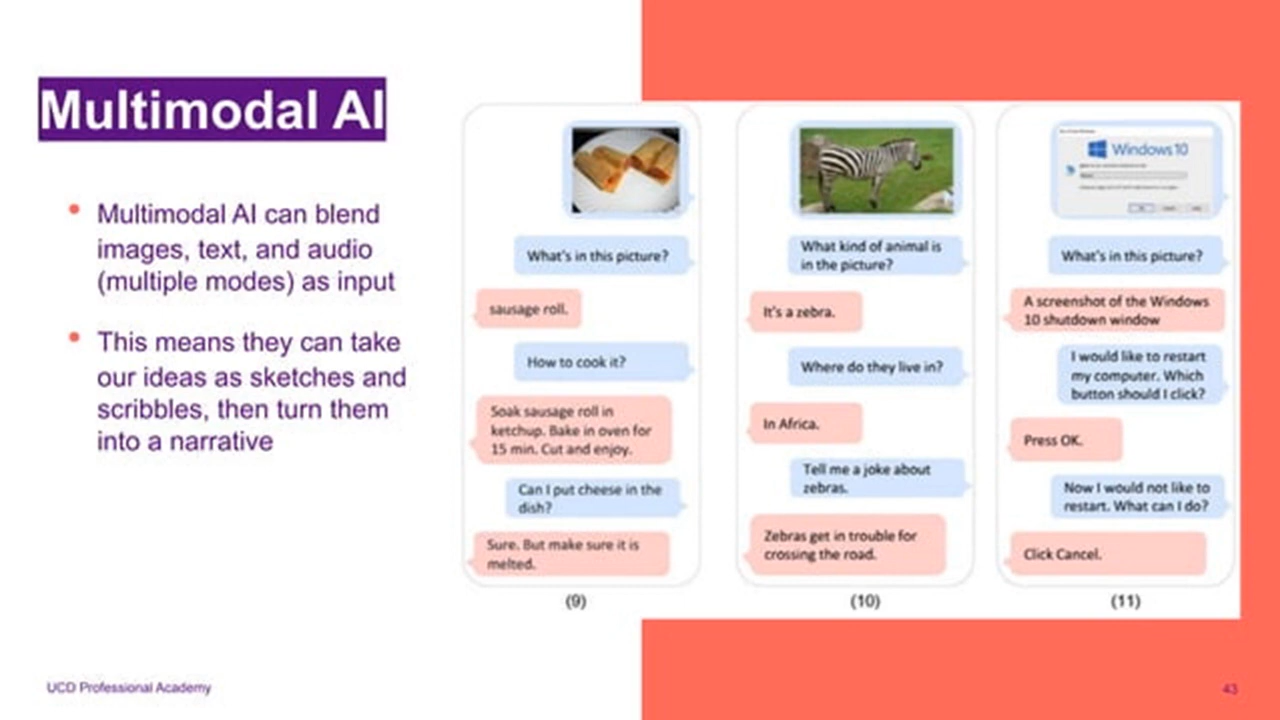 Multimodal AI
• Multimodal AI can blend
images, text, and audio
(multiple modes) as input
• This means they can take
our ideas as sketches and
scribbles, then turn them
into a narrative
What's in this picture?
sausage roll.
How to cook it?
Soak sausage roll in
ketchup. Bake in oven for
15 min. Cut and enjoy.
Can I put cheese in the
dish?
Sure. But make sure it is
melted.
(9)
What kind of animal is
in the picture?
It's a zebra.
Where do they live in?
In Africa.
Tell me a joke about
zebras.
Zebras get in trouble for
crossing the road.
(10)
Windows 10
What's in this picture?
A screenshot of the Windows
10 shutdown window
I would like to restart
my computer. Which
button should I click?
Press OK.
Now I would not like to
restart. What can I do?
Click Cancel.
(11)
UCD Professional Academy
43